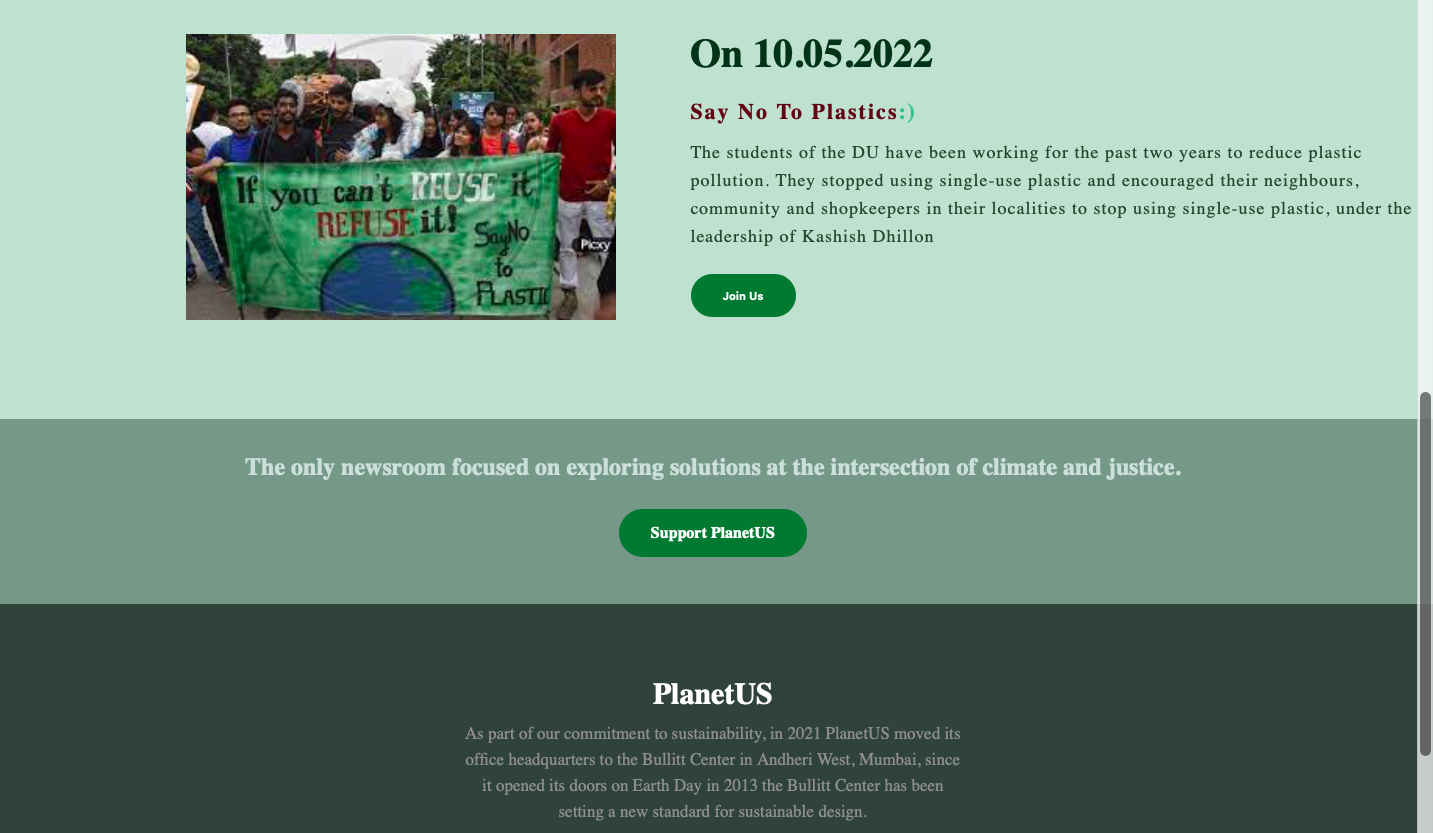 If you can't REUSE it
REFUSE it!
Say No
to
PLASTIC
Picxy
On 10.05.2022
Say No To Plastics:)
The students of the DU have been working for the past two years to reduce plastic
pollution. They stopped using single-use plastic and encouraged their neighbours,
community and shopkeepers in their localities to stop using single-use plastic, under the
leadership of Kashish Dhillon
Join Us
The only newsroom focused on exploring solutions at the intersection of climate and justice.
Support PlanetUS
PlanetUS
As part of our commitment to sustainability, in 2021 PlanetUS moved its
office headquarters to the Bullitt Center in Andheri West, Mumbai, since
it opened its doors on Earth Day in 2013 the Bullitt Center has been
setting a new standard for sustainable design.